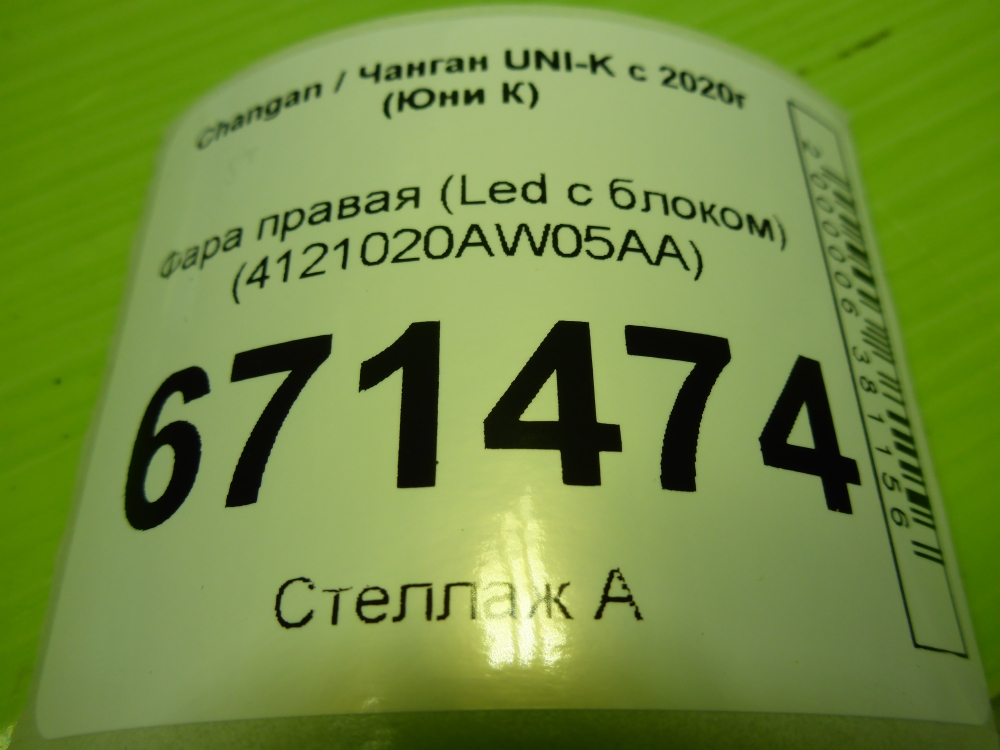 Changan / Чанган UNI-K с 2020г
(Юни К)
Фара правая (Led с блоком)
(4121020AW05AA)
671474
Стеллаж А
2000006381156